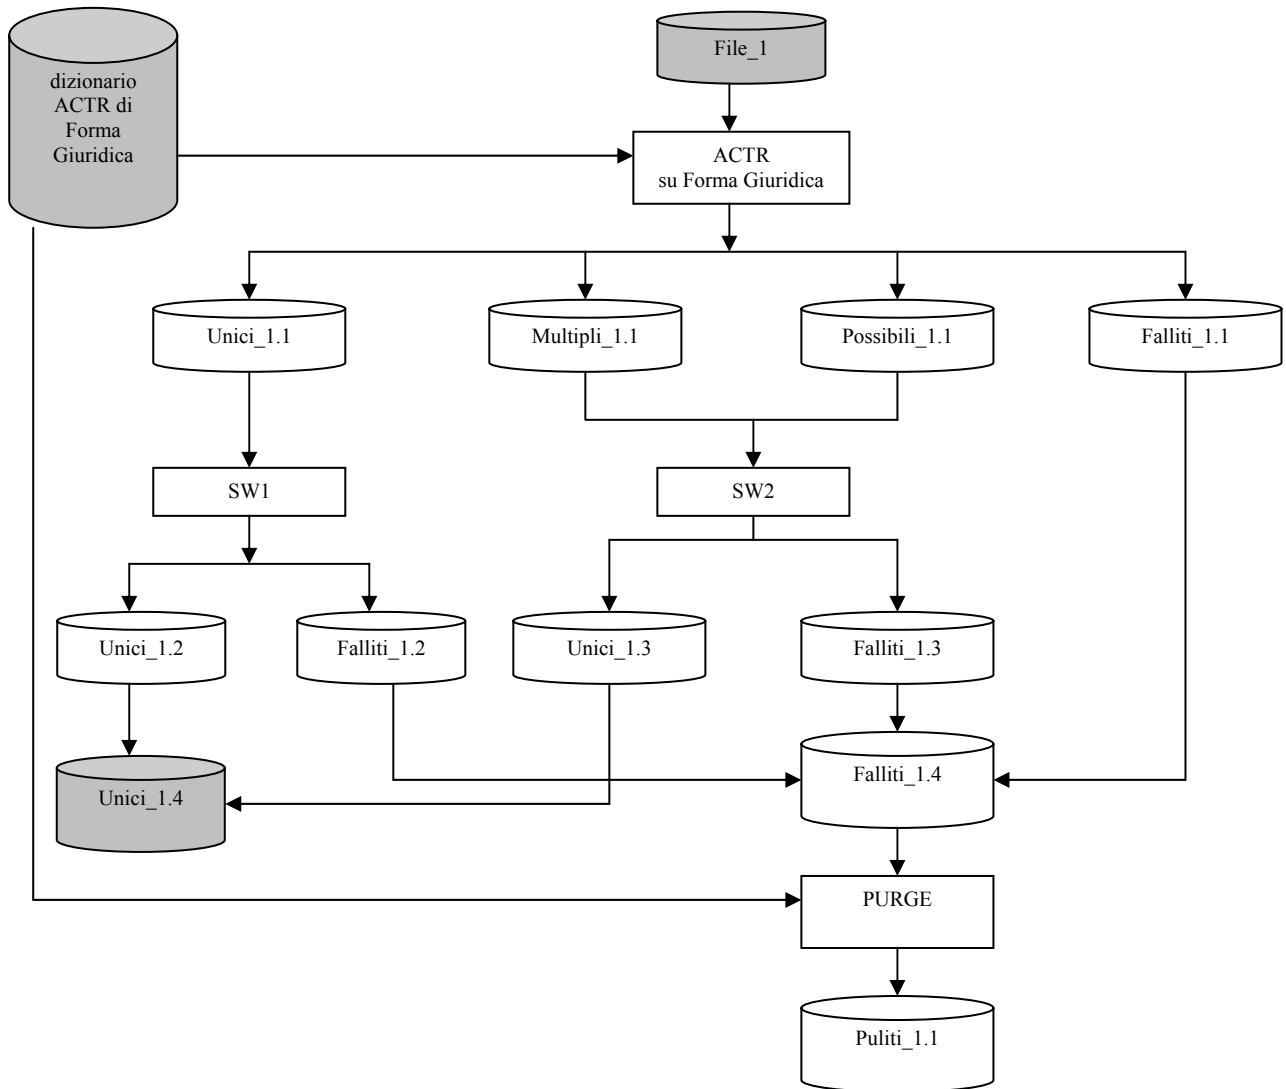 File_1
dizionario
ACTR di
Forma
Giuridica
ACTR
su Forma Giuridica
Unici_1.1
Multipli_1.1
Possibili_1.1
Falliti_1.1
SW1
SW2
Unici_1.2
Falliti_1.2
Unici_1.3
Falliti_1.3
Unici_1.4
Falliti_1.4
PURGE
Puliti_1.1